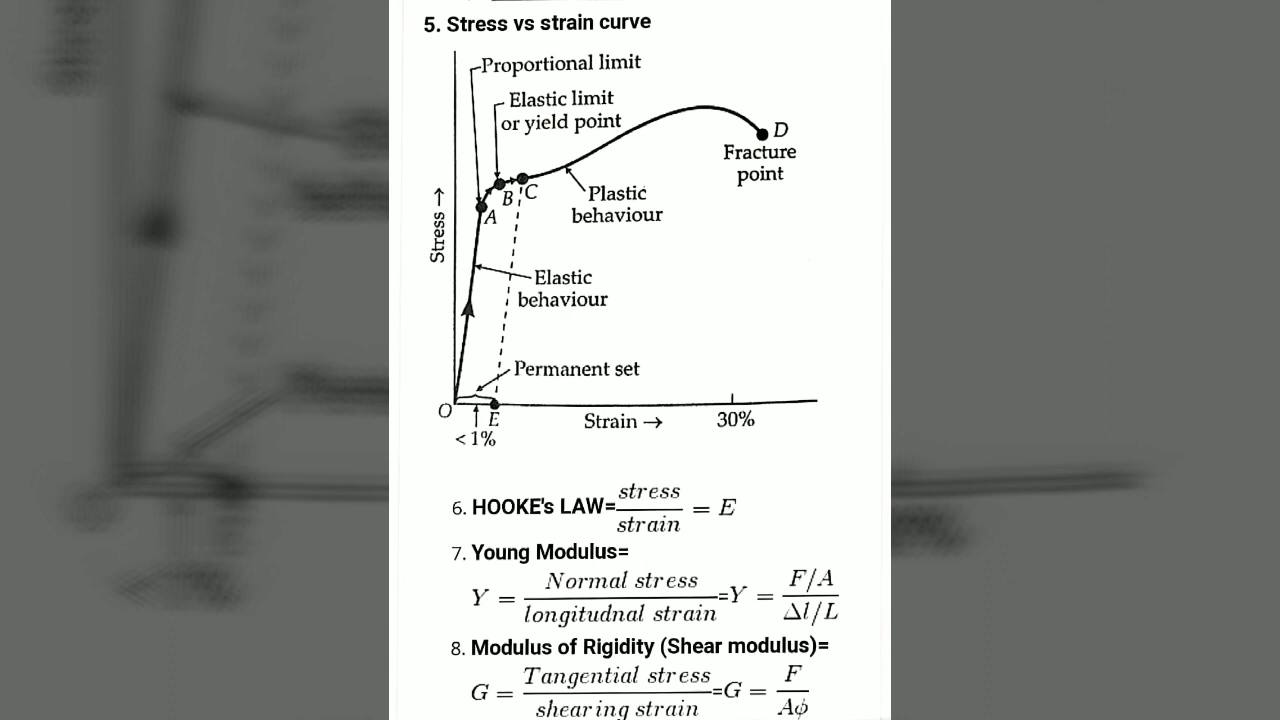 5. Stress vs strain curve
Proportional limit
Elastic limit
or yield point
D
Fracture
point
B
C
A
Plastic
behaviour
Stress →
Elastic
behaviour
Permanent set
O
E
Strain →
30%
< 1%
6. HOOKE's LAW= stress / strain = E
7. Young Modulus=
Y = Normal stress / longitudnal strain =Y = F/A / Δl/L
8. Modulus of Rigidity (Shear modulus)=
G = Tangential stress / shearing strain =G = F / Aϕ